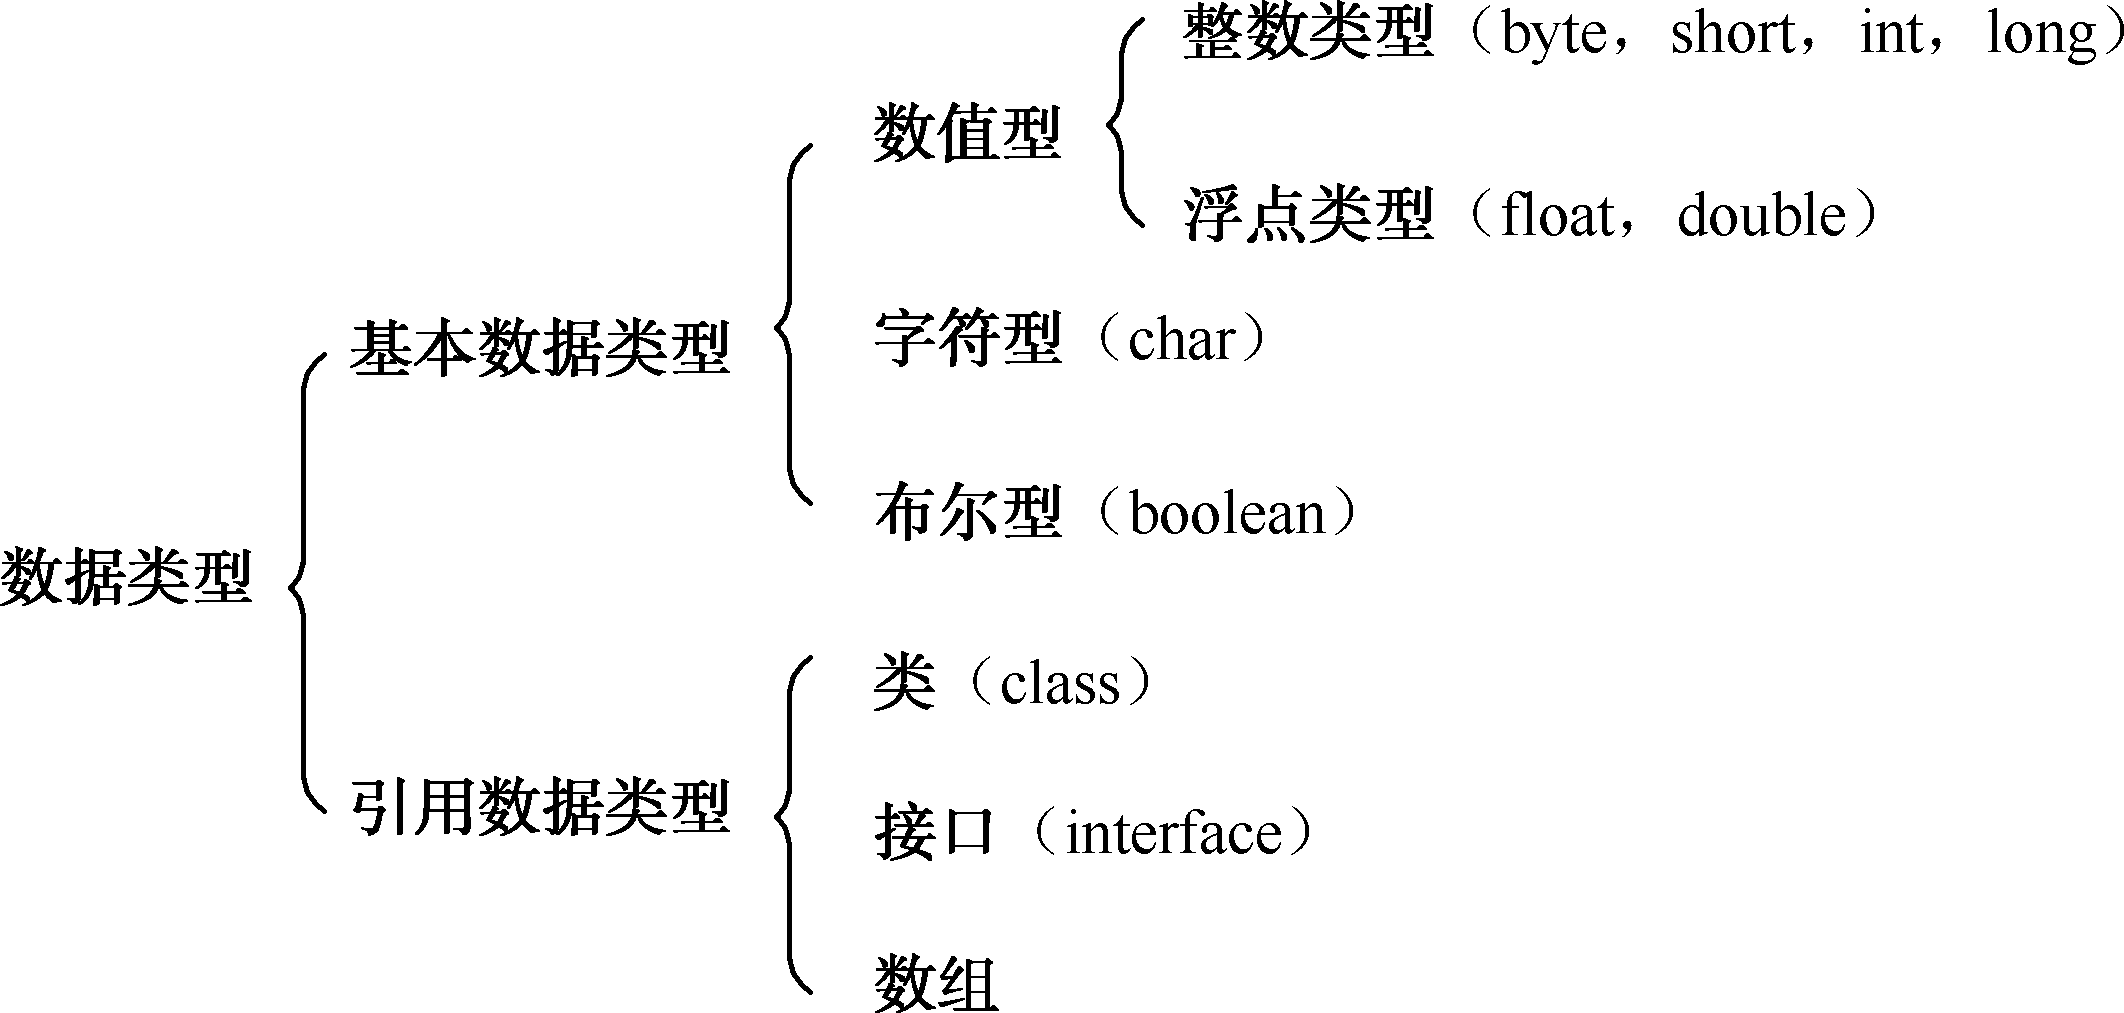 整数类型（byte，short，int，long）
数值型
浮点类型（float，double）
字符型（char）
基本数据类型
布尔型（boolean）
数据类型
类（class）
引用数据类型
接口（interface）
数组